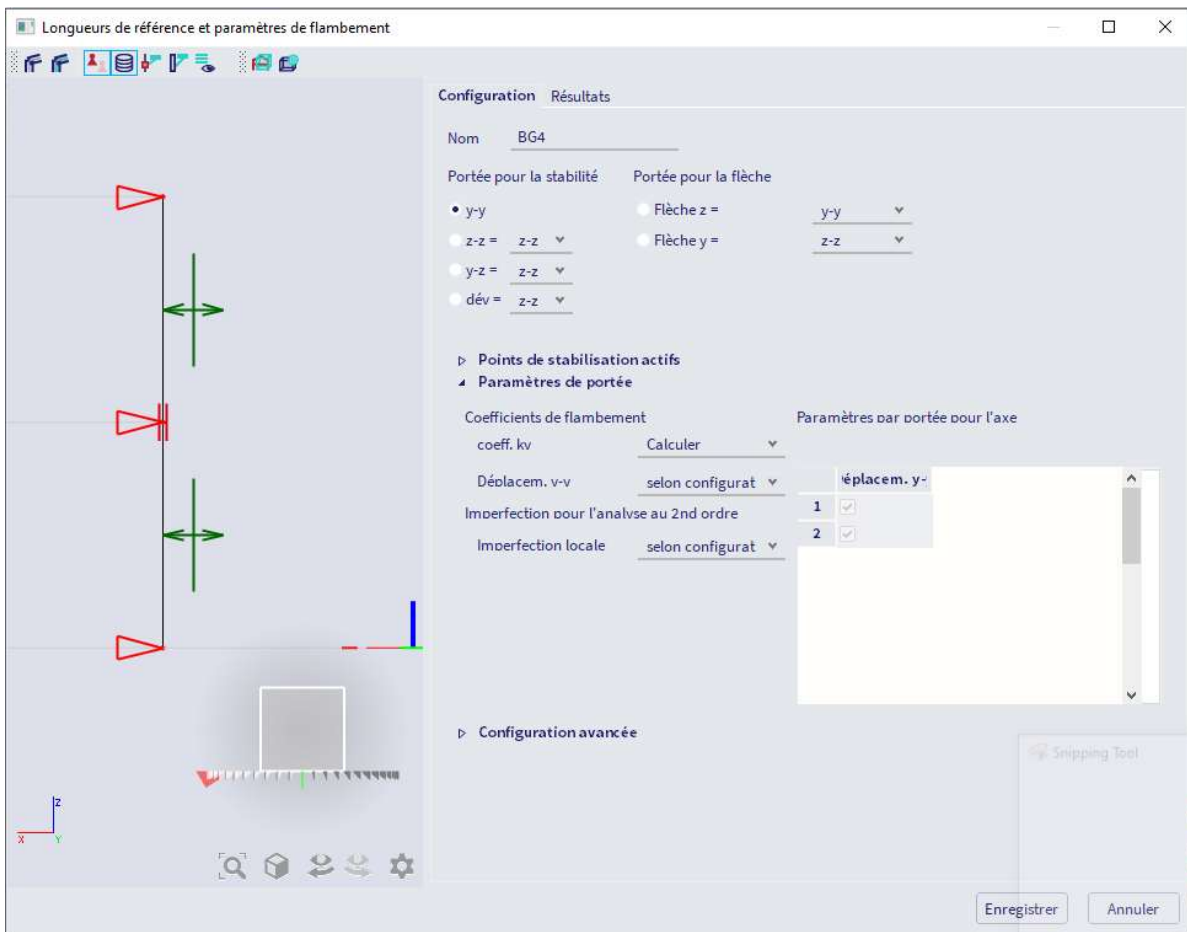 Longueurs de référence et paramètres de flambement
Configuration Résultats
Nom BG4
Portée pour la stabilité Portée pour la flèche
y-y Flèche z = y-y
z-z = z-z Flèche y = z-z
y-z = z-z
dév = z-z
Points de stabilisation actifs
Paramètres de portée
Coefficients de flambement Paramètres par portée pour l'axe
coeff. kv Calculer
Déplacem. v-v selon configurat éplacem. y-
1
Imperfection pour l'analyse au 2nd ordre
2
Imperfection locale selon configurat
Configuration avancée
Snipping Tool
Z
X Y
Enregistrer Annuler